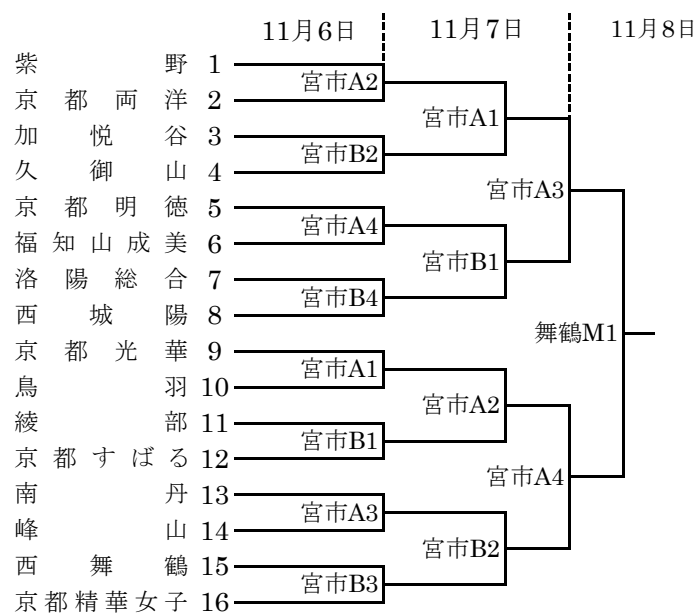 11月6日 11月7日 11月8日
紫野 1
宮市A2
京都両洋 2
宮市A1
加悦谷 3
宮市B2
久御山 4
宮市A3
京都明徳 5
宮市A4
福知山成美 6
宮市B1
洛陽総合 7
宮市B4
西城陽 8
舞鶴M1
京都光華 9
宮市A1
鳥羽 10
宮市A2
綾部 11
宮市B1
京都すばる 12
宮市A4
南丹 13
宮市A3
峰山 14
宮市B2
西舞鶴 15
宮市B3
京都精華女子 16